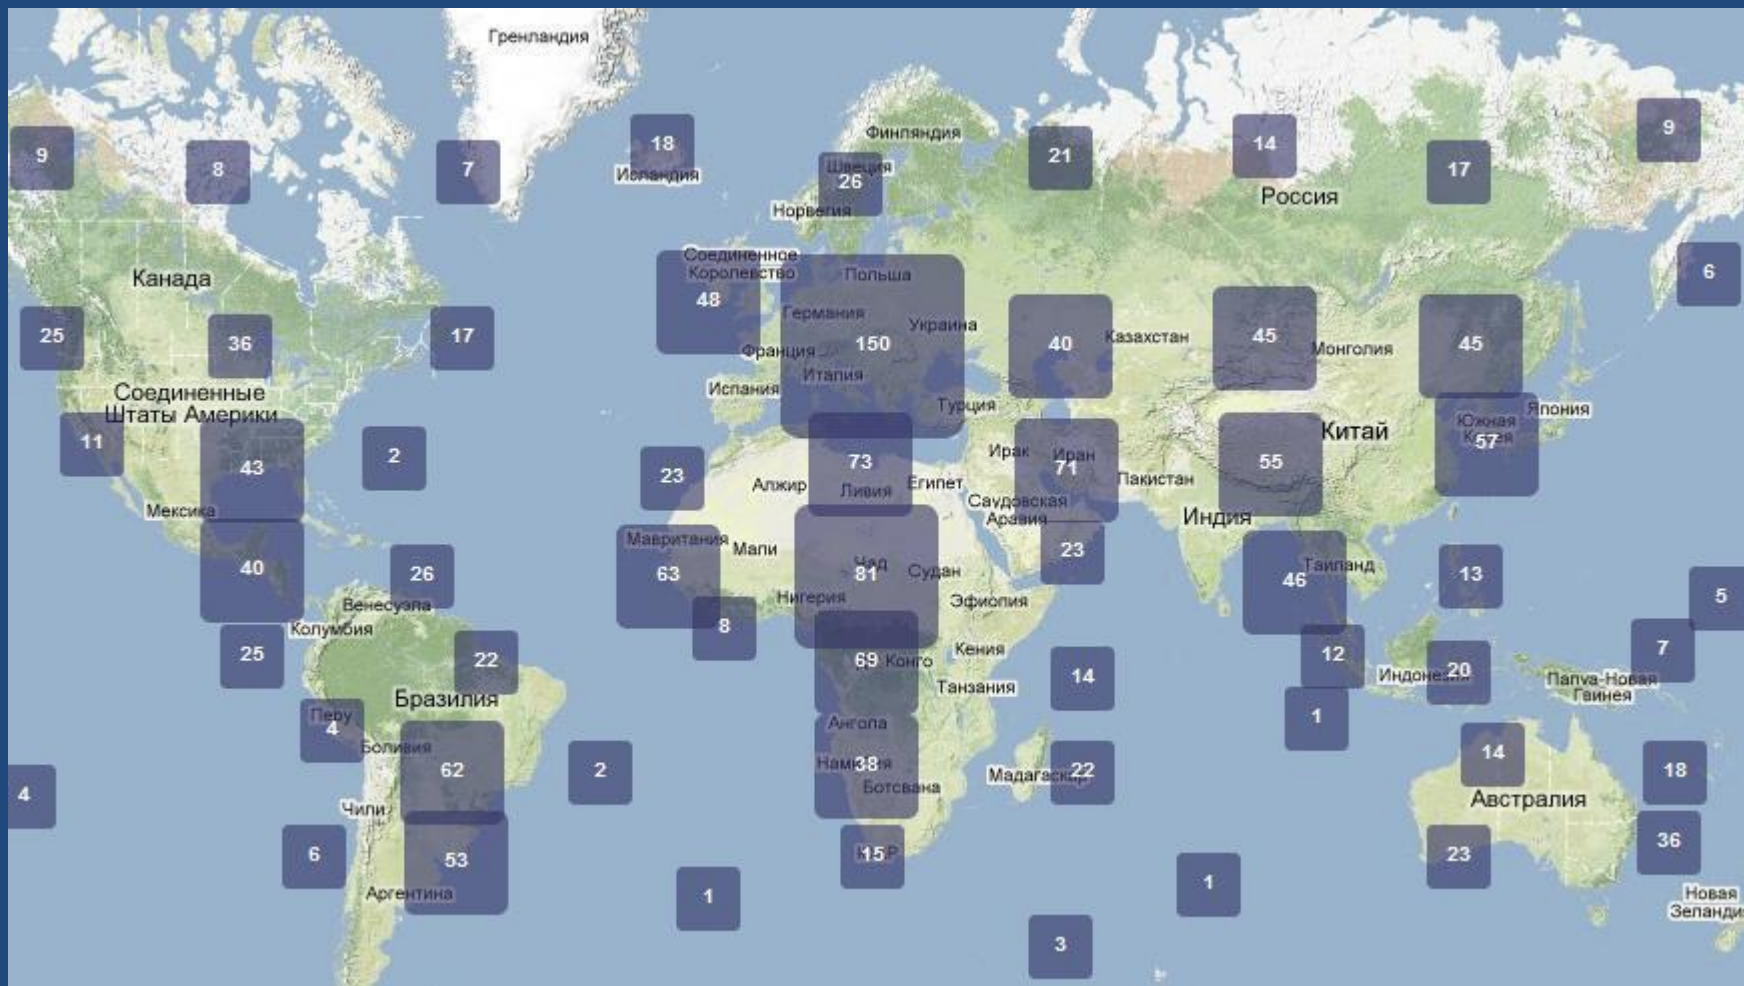 Гренландия
Финляндия
9
18
14
9
21
8
7
Швеция
26
17
Исландия
Россия
Норвегия
Соединенное
Королевство
Польша
Канада
6
48
Германия
Украина
25
36
17
150
40
Казахстан
45
45
Франция
Монголия
Италия
Испания
Соединенные
Штаты Америки
Турция
Япония
Южная
Корея
57
Китай
11
43
2
23
73
Ирак
Иран
71
55
Алжир
Ливия
Египет
Пакистан
Саудовская
Аравия
Мексика
Индия
Мавритания
Мали
23
40
26
63
Чад
81
Судан
46
Таиланд
13
Венесуэла
Нигерия
Эфиопия
5
Колумбия
8
25
22
69
Конго
Кения
12
7
14
Индонезия
20
Папуа-Новая
Гвинея
Бразилия
Танзания
Перу
4
Ангола
1
Боливия
62
2
Намибия
38
Мадагаскар
22
14
18
4
Ботсвана
Австралия
Чили
6
53
ЮАР
15
23
36
Аргентина
1
1
Новая
Зеландия
3